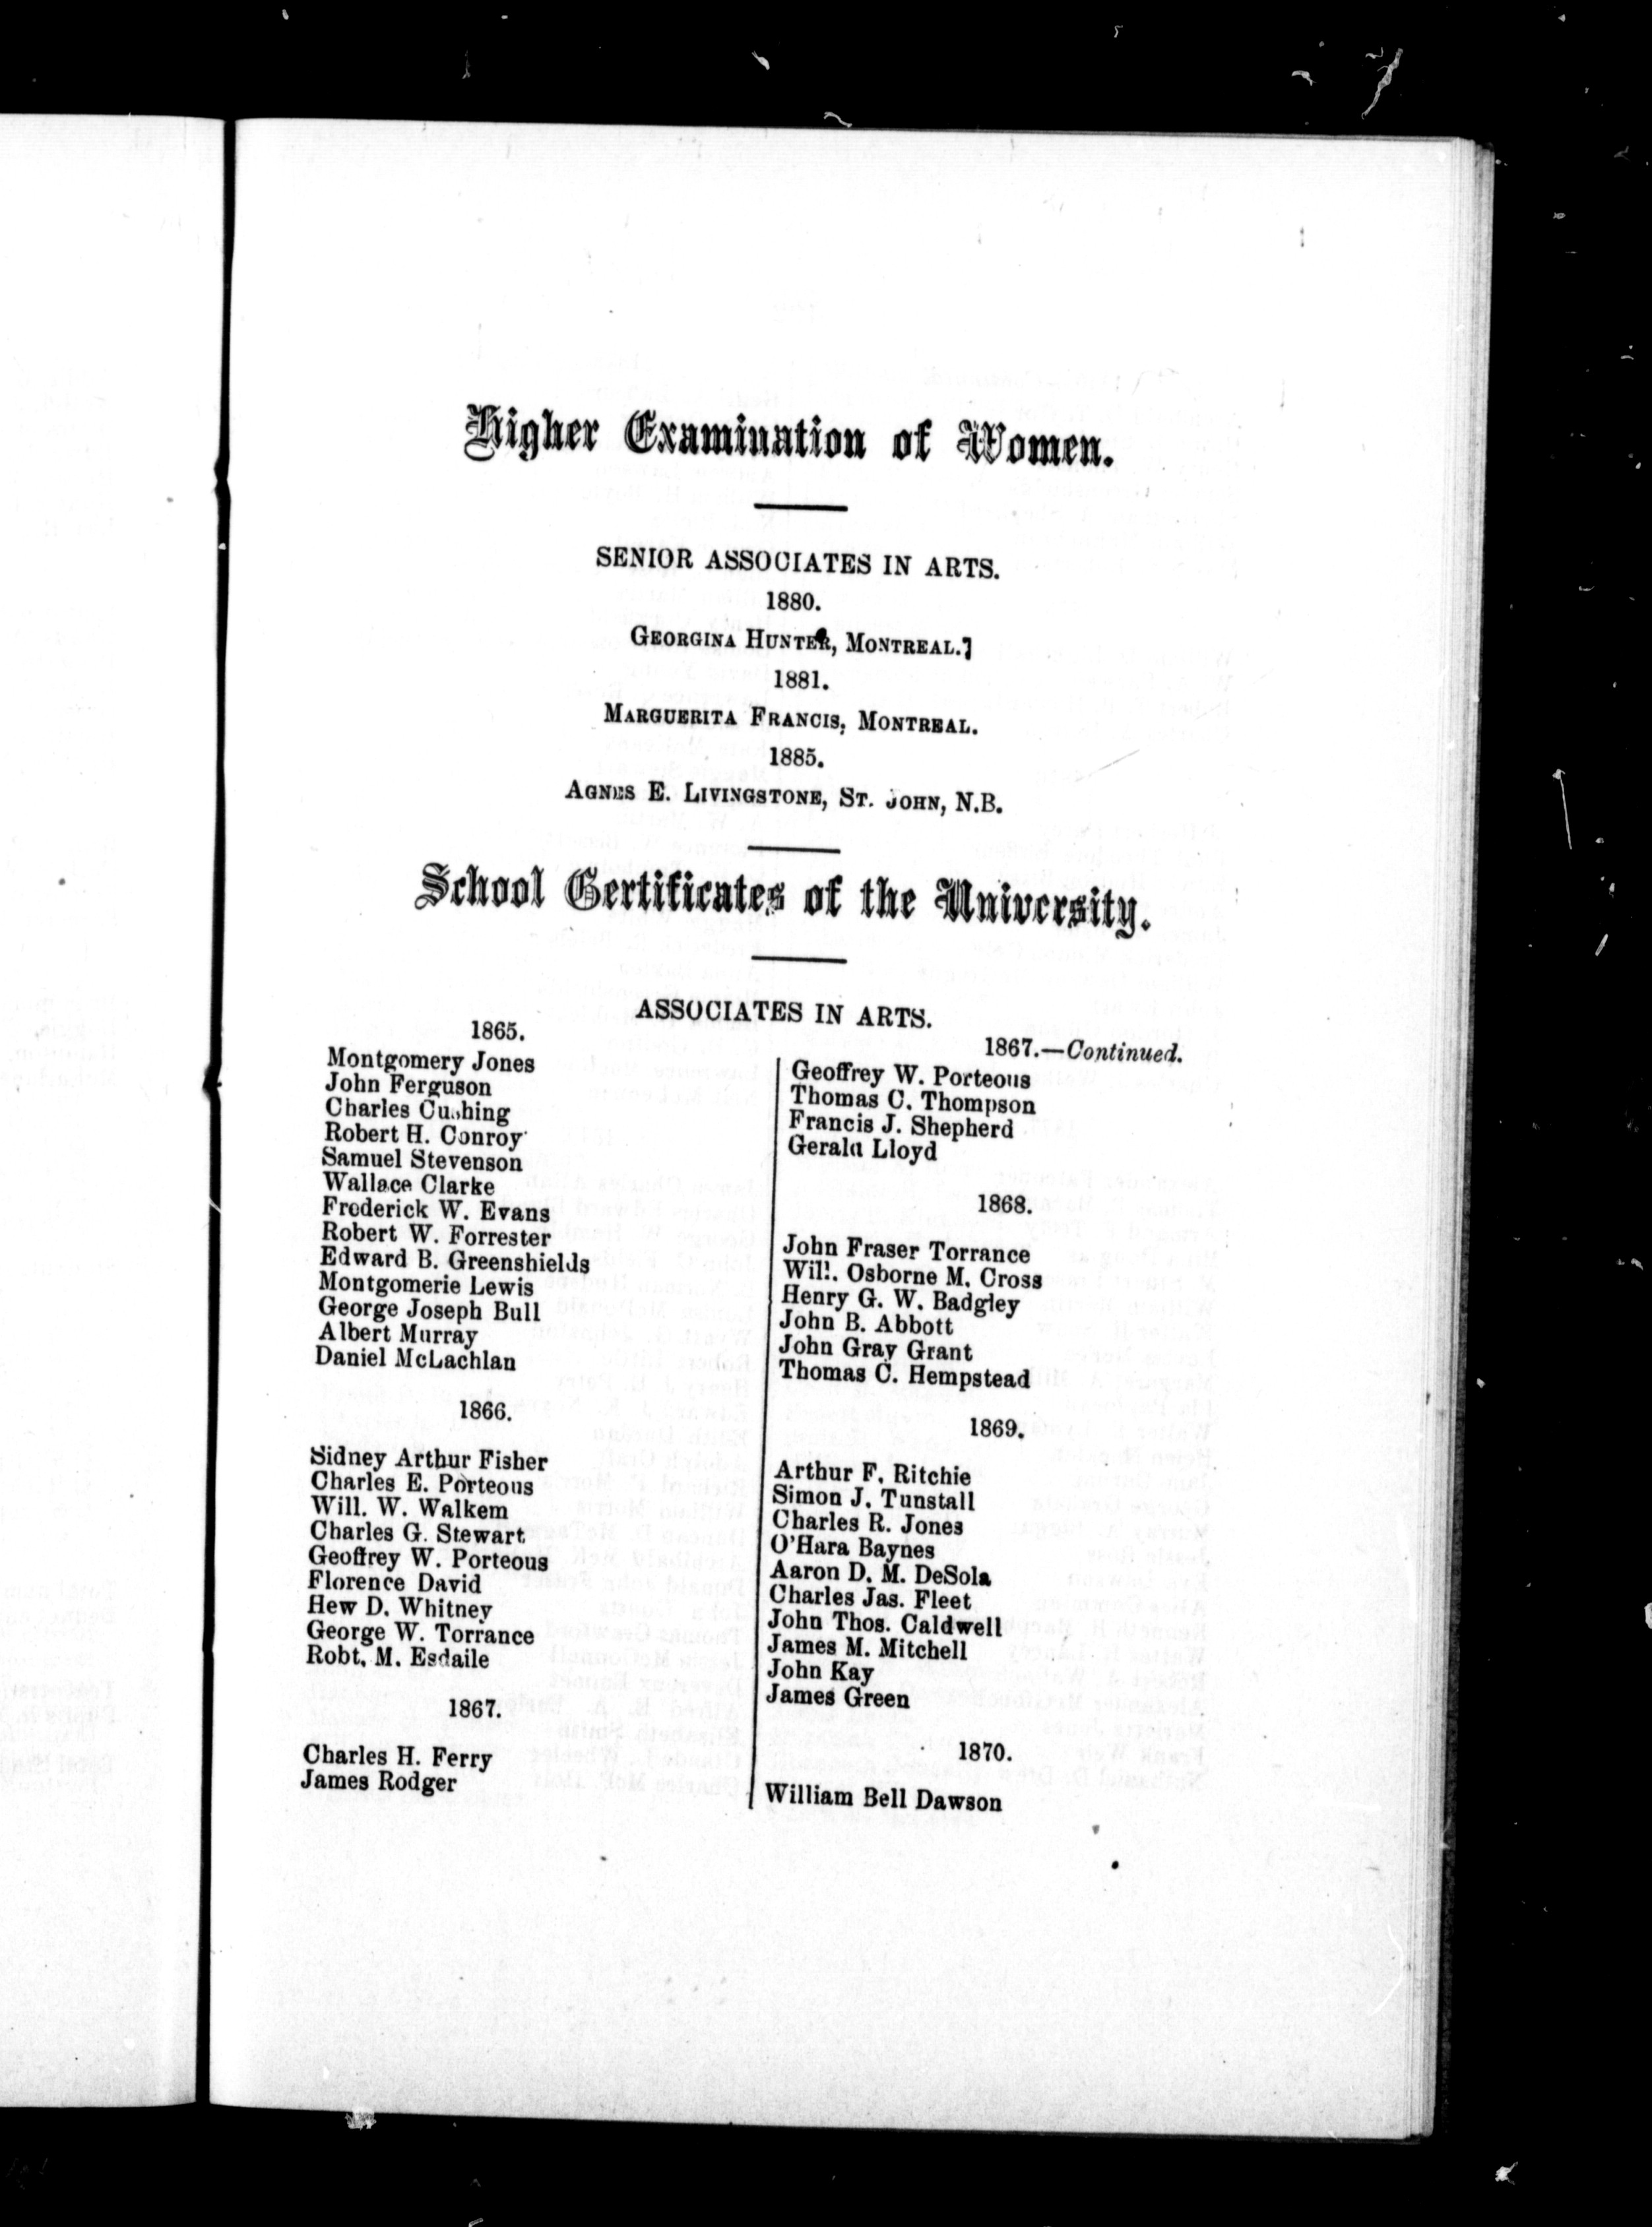 Higher Examination of Women.
SENIOR ASSOCIATES IN ARTS.
1880.
GEORGINA HUNTER, MONTREAL.
1881.
MARGUERITA FRANCIS, MONTREAL.
1885.
AGNES E. LIVINGSTONE, ST. JOHN, N.B.
School Certificates of the University.
ASSOCIATES IN ARTS.
1865.
Montgomery Jones
John Ferguson
Charles Cushing
Robert H. Conroy
Samuel Stevenson
Wallace Clarke
Frederick W. Evans
Robert W. Forrester
Edward B. Greenshields
Montgomerie Lewis
George Joseph Bull
Albert Murray
Daniel McLachlan
1866.
Sidney Arthur Fisher
Charles E. Porteous
Will. W. Walkem
Charles G. Stewart
Geoffrey W. Porteous
Florence David
Hew D. Whitney
George W. Torrance
Robt. M. Esdaile
1867.
Charles H. Ferry
James Rodger
1867.—Continued.
Geoffrey W. Porteous
Thomas C. Thompson
Francis J. Shepherd
Gerald Lloyd
1868.
John Fraser Torrance
Will. Osborne M. Cross
Henry G. W. Badgley
John B. Abbott
John Gray Grant
Thomas C. Hempstead
1869.
Arthur F. Ritchie
Simon J. Tunstall
Charles R. Jones
O'Hara Baynes
Aaron D. M. DeSola
Charles Jas. Fleet
John Thos. Caldwell
James M. Mitchell
John Kay
James Green
1870.
William Bell Dawson